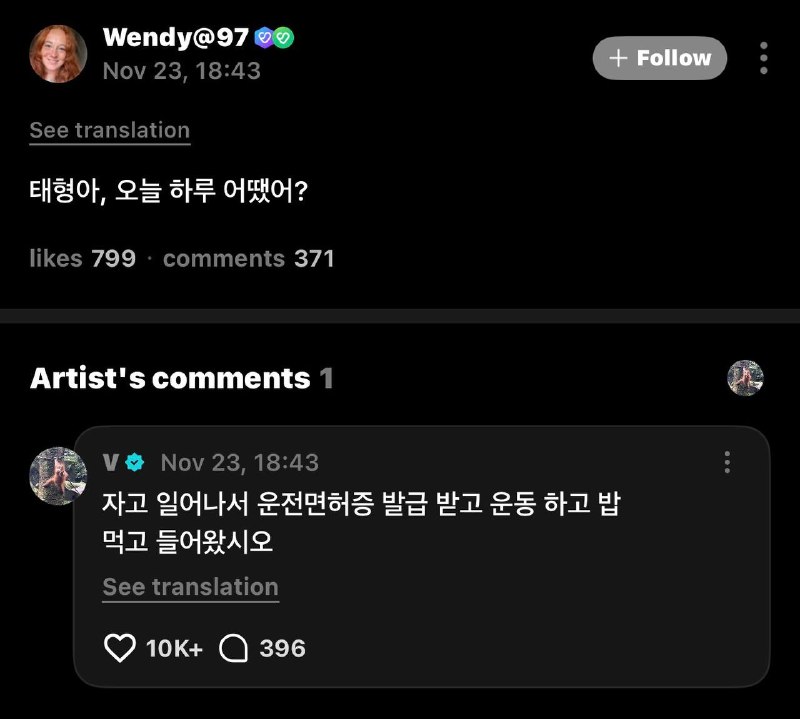 Wendy@97
Nov 23, 18:43
+ Follow
See translation
태형아, 오늘 하루 어땠어?
likes 799 · comments 371
Artist's comments 1
V Nov 23, 18:43
자고 일어나서 운전면허증 발급 받고 운동 하고 밥
먹고 들어왔시오
See translation
10K+ 396